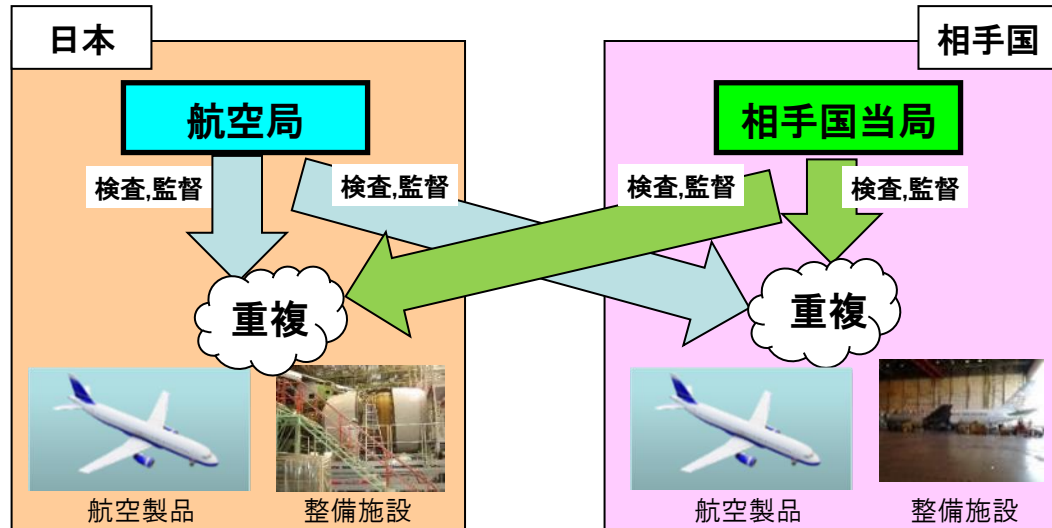 日本
相手国
航空局
相手国当局
検査,監督
検査,監督
検査,監督
検査,監督
重複
重複
航空製品
整備施設
航空製品
整備施設